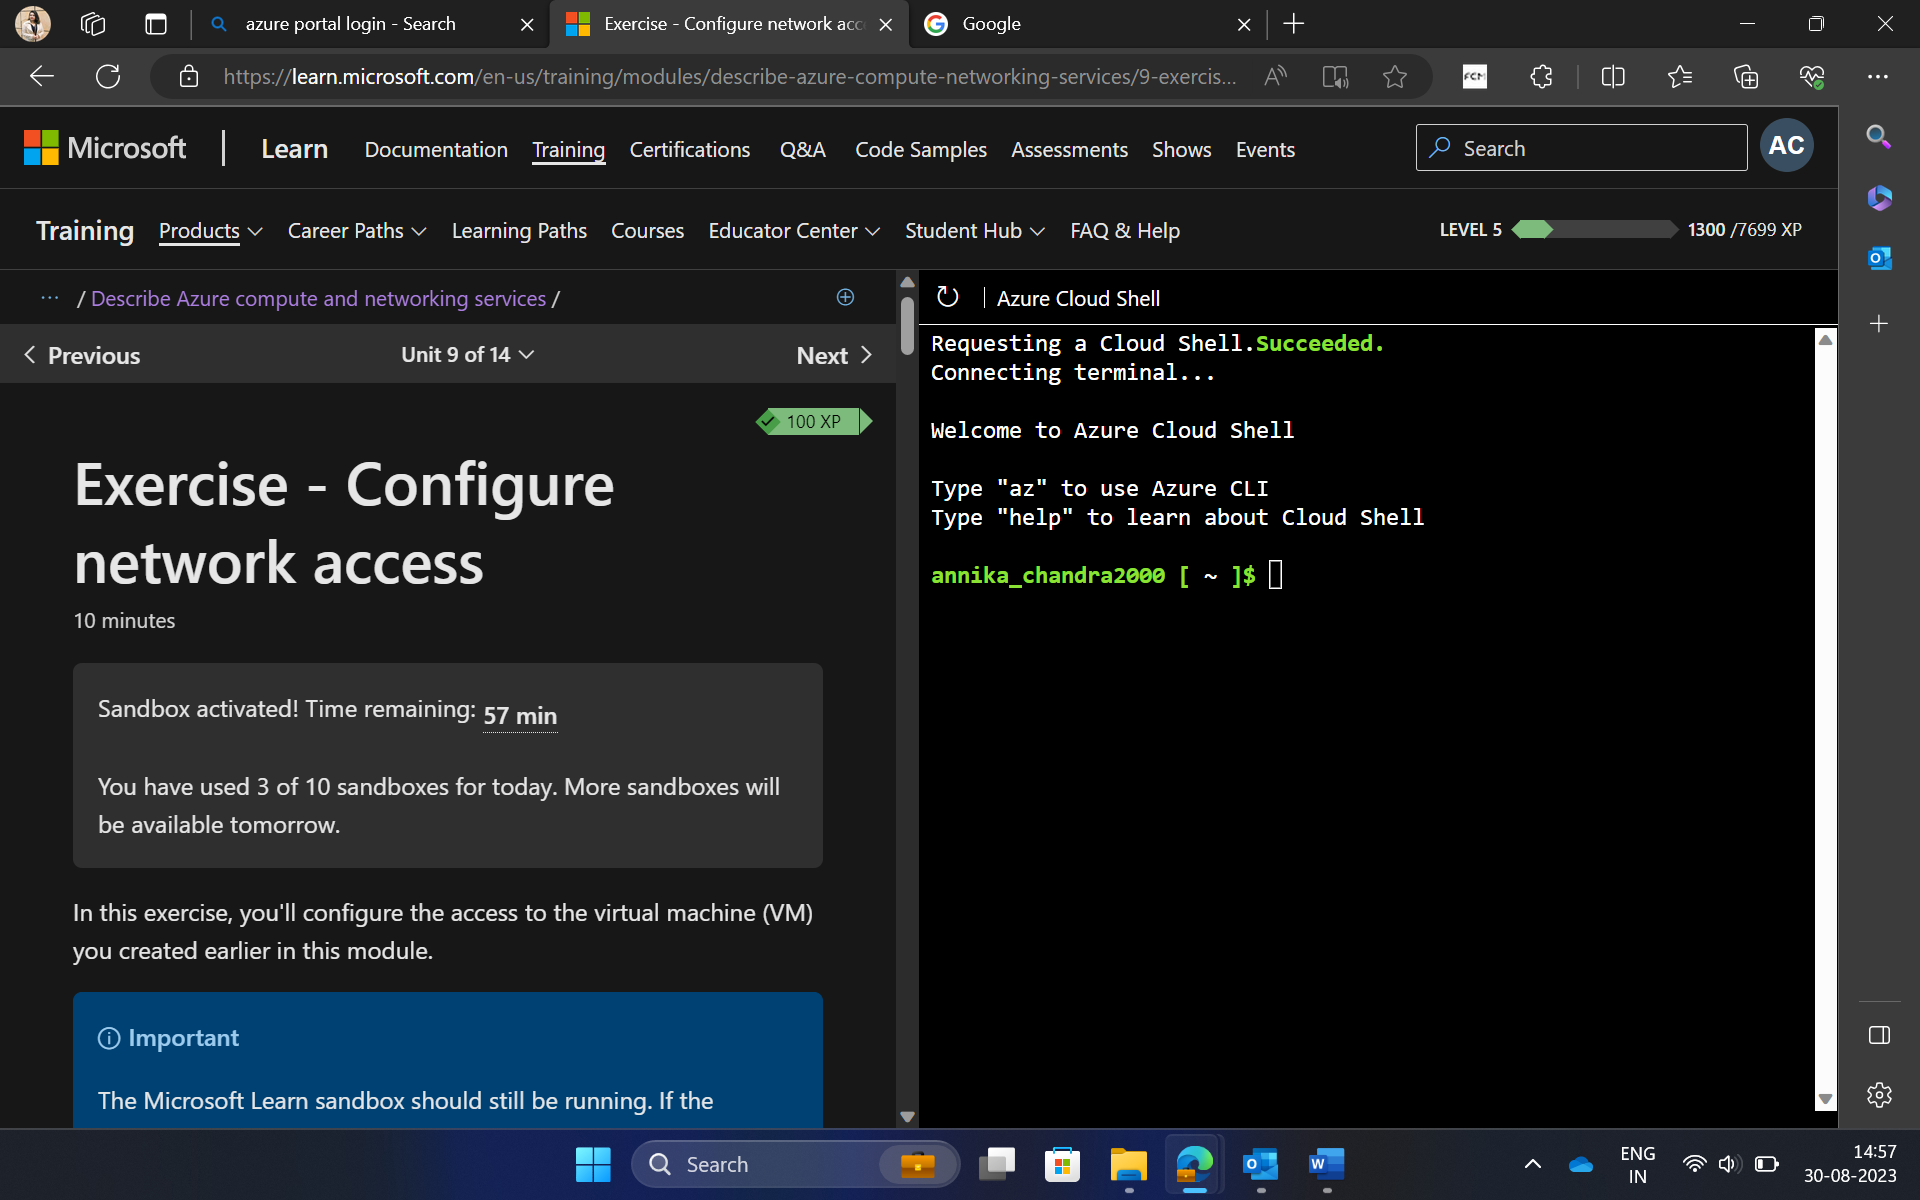 azure portal login - Search
Exercise - Configure network acc
Google
https://learn.microsoft.com/en-us/training/modules/describe-azure-compute-networking-services/9-exercis...
FCM
Microsoft
Learn
Documentation
Training
Certifications
Q&A
Code Samples
Assessments
Shows
Events
Search
AC
Training
Products
Career Paths
Learning Paths
Courses
Educator Center
Student Hub
FAQ & Help
LEVEL 5
1300 /7699 XP
... / Describe Azure compute and networking services /
Previous
Unit 9 of 14
Next
100 XP
Exercise - Configure
network access
10 minutes
Sandbox activated! Time remaining: 57 min
You have used 3 of 10 sandboxes for today. More sandboxes will
be available tomorrow.
In this exercise, you'll configure the access to the virtual machine (VM)
you created earlier in this module.
Important
The Microsoft Learn sandbox should still be running. If the
Azure Cloud Shell
Requesting a Cloud Shell.Succeeded.
Connecting terminal...
Welcome to Azure Cloud Shell
Type "az" to use Azure CLI
Type "help" to learn about Cloud Shell
annika_chandra2000 [ ~ ]$
Search
ENG
IN
14:57
30-08-2023